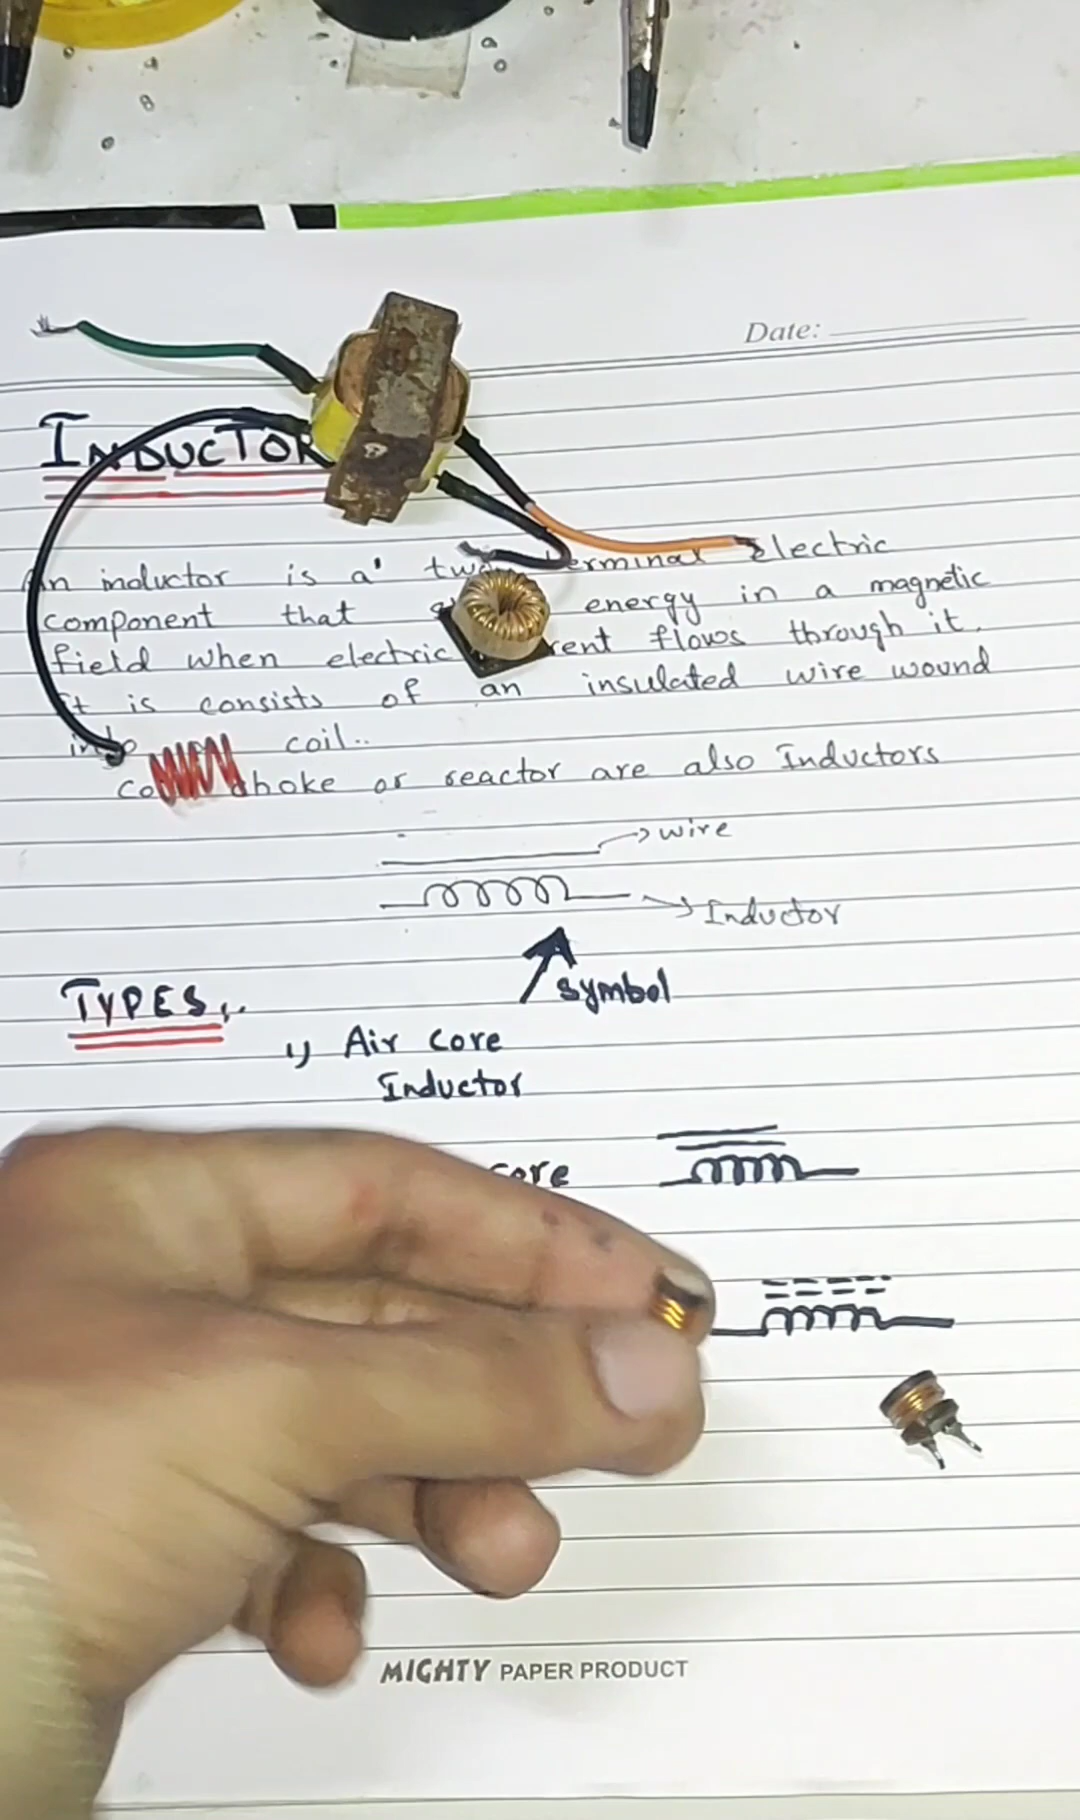 Date:
INDUCTOR
An inductor is a two terminal electric
component that energy in a magnetic
field when electric rent flows through it.
It is consists of an insulated wire wound
into coil..
Co choke or reactor are also Inductors
wire
Inductor
Symbol
TYPES
1) Air Core
Inductor
core
MIGHTY PAPER PRODUCT